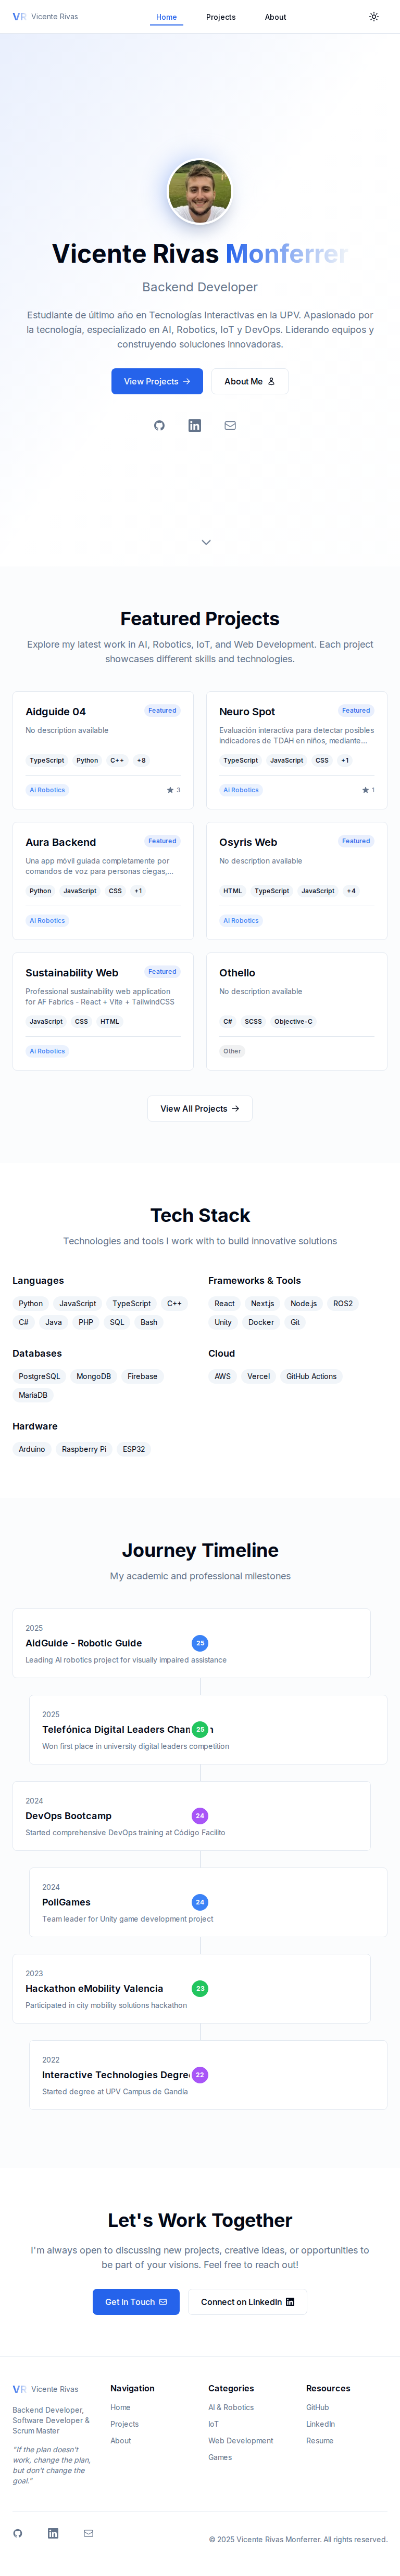 VR Vicente Rivas
Home Projects About
Vicente Rivas Monferrer
Backend Developer
Estudiante de último año en Tecnologías Interactivas en la UPV. Apasionado por
la tecnología, especializado en AI, Robotics, IoT y DevOps. Liderando equipos y
construyendo soluciones innovadoras.
View Projects → About Me
Featured Projects
Explore my latest work in AI, Robotics, IoT, and Web Development. Each project
showcases different skills and technologies.
Aidguide 04 Featured
No description available
TypeScript Python C++ +8
Ai Robotics 3
Neuro Spot Featured
Evaluación interactiva para detectar posibles
indicadores de TDAH en niños, mediante...
TypeScript JavaScript CSS +1
Ai Robotics 1
Aura Backend Featured
Una app móvil guiada completamente por
comandos de voz para personas ciegas,...
Python JavaScript CSS +1
Ai Robotics
Osyris Web Featured
No description available
HTML TypeScript JavaScript +4
Ai Robotics
Sustainability Web Featured
Professional sustainability web application
for AF Fabrics - React + Vite + TailwindCSS
JavaScript CSS HTML
Ai Robotics
Othello
No description available
C# SCSS Objective-C
Other
View All Projects →
Tech Stack
Technologies and tools I work with to build innovative solutions
Languages
Python JavaScript TypeScript C++
C# Java PHP SQL Bash
Frameworks & Tools
React Next.js Node.js ROS2
Unity Docker Git
Databases
PostgreSQL MongoDB Firebase
MariaDB
Cloud
AWS Vercel GitHub Actions
Hardware
Arduino Raspberry Pi ESP32
Journey Timeline
My academic and professional milestones
2025
AidGuide - Robotic Guide 25
Leading AI robotics project for visually impaired assistance
2025
Telefónica Digital Leaders 25
Won first place in university digital leaders competition
2024
DevOps Bootcamp 24
Started comprehensive DevOps training at Código Facilito
2024
PoliGames 24
Team leader for Unity game development project
2023
Hackathon eMobility Valencia 23
Participated in city mobility solutions hackathon
2022
Interactive Technologies Degre 22
Started degree at UPV Campus de Gandia
Let's Work Together
I'm always open to discussing new projects, creative ideas, or opportunities to
be part of your visions. Feel free to reach out!
Get In Touch Connect on LinkedIn
VR Vicente Rivas
Backend Developer,
Software Developer &
Scrum Master
"If the plan doesn't
work, change the plan,
but don't change the
goal."
Navigation
Home
Projects
About
Categories
AI & Robotics
IoT
Web Development
Games
Resources
GitHub
LinkedIn
Resume
© 2025 Vicente Rivas Monferrer. All rights reserved.